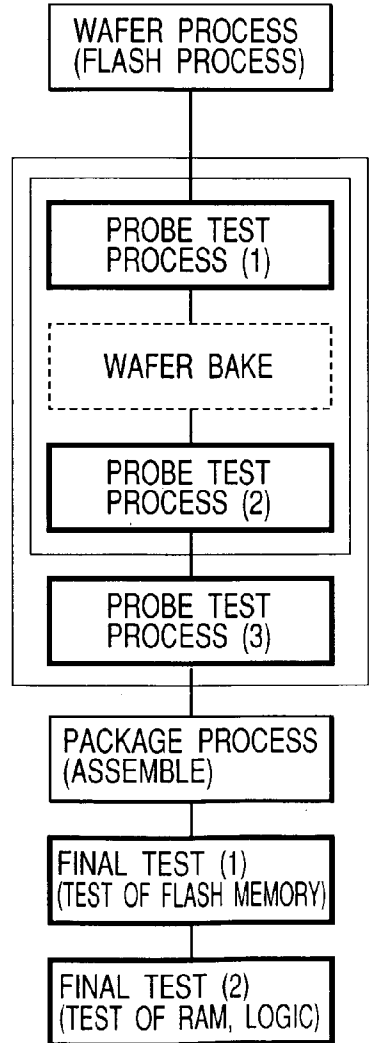 WAFER PROCESS
(FLASH PROCESS)
PROBE TEST
PROCESS (1)
WAFER BAKE
PROBE TEST
PROCESS (2)
PROBE TEST
PROCESS (3)
PACKAGE PROCESS
(ASSEMBLE)
FINAL TEST (1)
(TEST OF FLASH MEMORY)
FINAL TEST (2)
(TEST OF RAM, LOGIC)